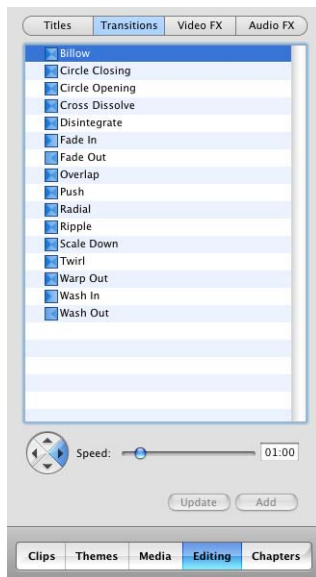 Titles Transitions Video FX Audio FX
Billow
Circle Closing
Circle Opening
Cross Dissolve
Disintegrate
Fade In
Fade Out
Overlap
Push
Radial
Ripple
Scale Down
Twirl
Warp Out
Wash In
Wash Out
Speed: 01:00
Update Add
Clips Themes Media Editing Chapters